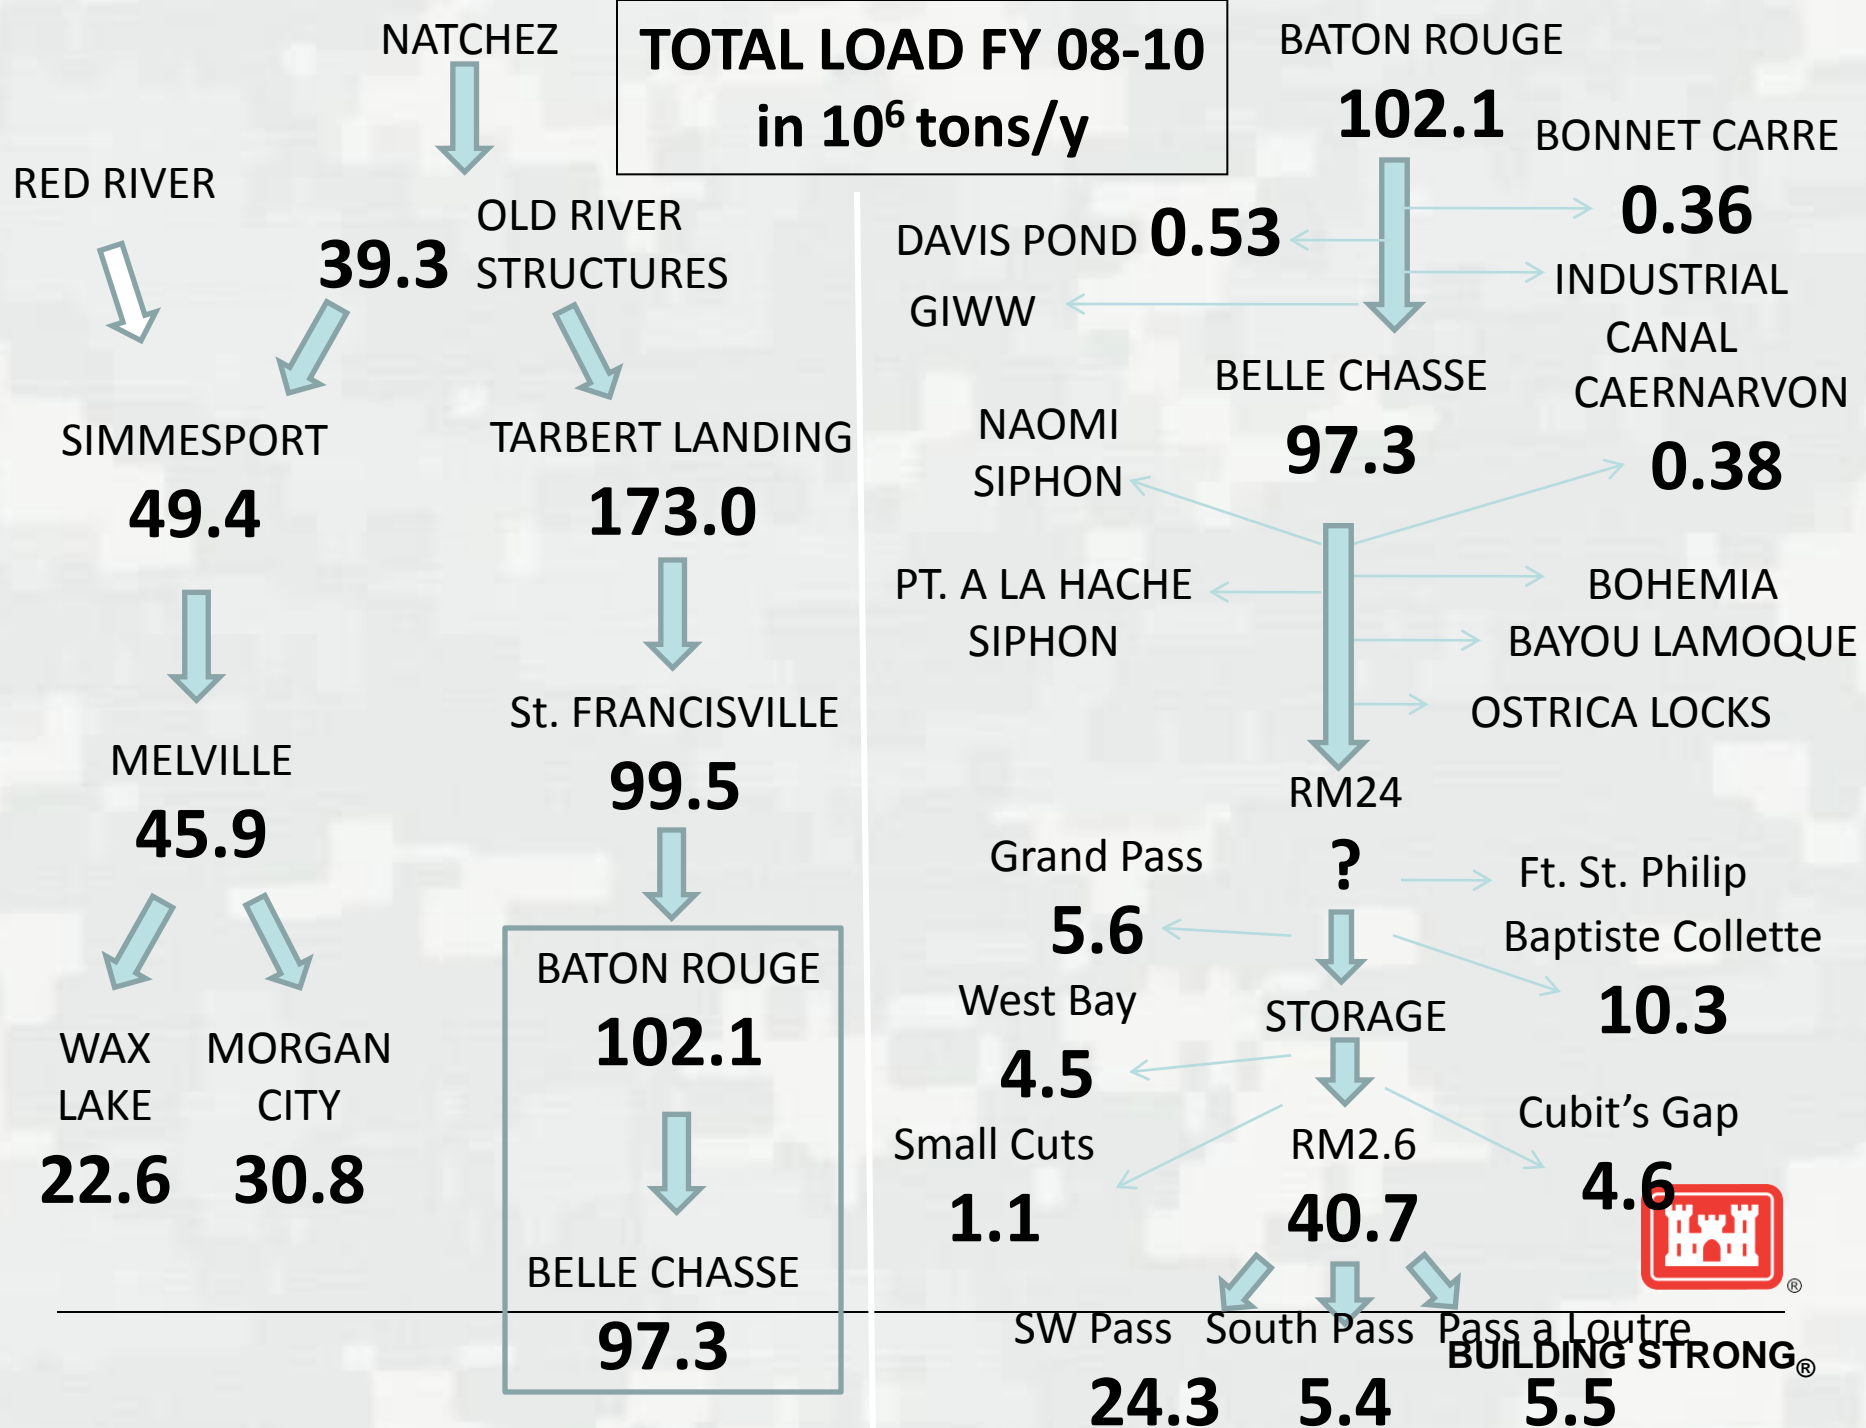 TOTAL LOAD FY 08-10
in 10⁶ tons/y
NATCHEZ
RED RIVER
39.3
OLD RIVER
STRUCTURES
SIMMESPORT
49.4
TARBERT LANDING
173.0
MELVILLE
45.9
St. FRANCISVILLE
99.5
WAX
LAKE
22.6
MORGAN
CITY
30.8
BATON ROUGE
102.1
BELLE CHASSE
97.3
BATON ROUGE
102.1
BONNET CARRE
0.36
DAVIS POND 0.53
GIWW
INDUSTRIAL
CANAL
BELLE CHASSE
97.3
CAERNARVON
0.38
NAOMI
SIPHON
PT. A LA HACHE
SIPHON
BOHEMIA
BAYOU LAMOQUE
OSTRICA LOCKS
RM24
?
Grand Pass
5.6
Ft. St. Philip
Baptiste Collette
10.3
West Bay
4.5
STORAGE
Small Cuts
1.1
Cubit’s Gap
4.6
RM2.6
40.7
SW Pass
24.3
South Pass
5.4
Pass a Loutre
5.5
®
BUILDING STRONG®